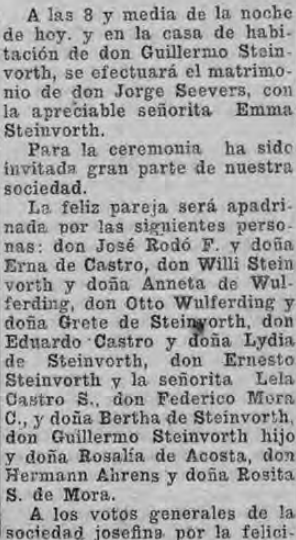 A las 8 y media de la noche
de hoy. y en la casa de habi-
tación de don Guillermo Stein-
vorth, se efectuará el matrimo-
nio de don Jorge Seevers, con
la apreciable señorita Emma
Steinvorth.
Para la ceremonia ha side
invitada gran parte de nuestra
sociedad.
La feliz pareja será apadri-
nada por las siguientes perso-
nas: don José Rodó F. y doña
Erna de Castro, don Willi Stein
vorth y doña Anneta de Wul-
ferding, don Otto Wulferding y
doña Grete de Steinvorth, don
Eduardo Castro y doña Lydia
de Steinvorth, don Ernesto
Steinvorth y la señorita Lela
Castro S., don Federico Mora
C., y doña Bertha de Steinvorth,
don Guillermo Steinvorth hijo
y doña Rosalía de Acosta, don
Hermann Ahrens y doña Rosita
S. de Mora.
A los votos generales de la
sociedad josefina por la felici-